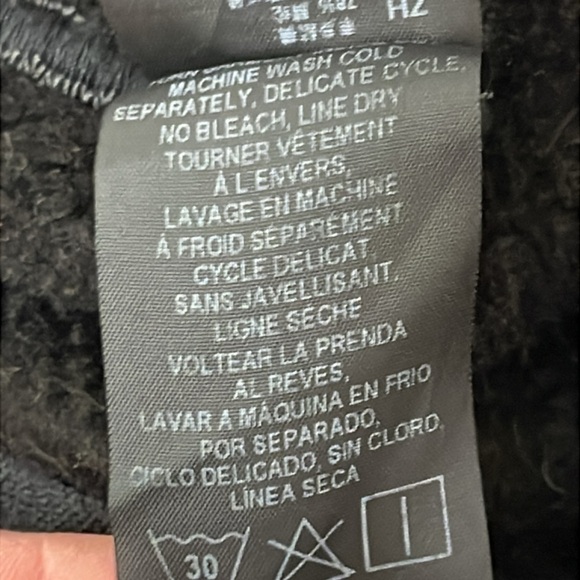 HZ
MACHINE WASH COLD
SEPARATELY, DELICATE CYCLE,
NO BLEACH, LINE DRY
TOURNER VÊTEMENT
À L'ENVERS,
LAVAGE EN MACHINE
À FROID SÉPARÉMENT,
CYCLE DELICAT,
SANS JAVELLISANT,
LIGNE SÈCHE
VOLTEAR LA PRENDA
AL REVES,
LAVAR A MÁQUINA EN FRIO
POR SEPARADO,
CICLO DELICADO, SIN CLORO,
LÍNEA SECA
30